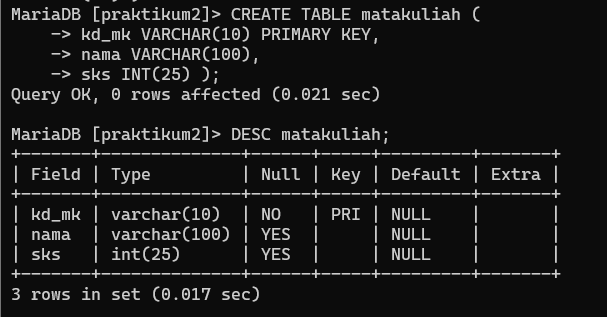 MariaDB [praktikum2]> CREATE TABLE matakuliah (
    -> kd_mk VARCHAR(10) PRIMARY KEY,
    -> nama VARCHAR(100),
    -> sks INT(25) );
Query OK, 0 rows affected (0.021 sec)

MariaDB [praktikum2]> DESC matakuliah;
+-------+--------------+------+-----+---------+-------+
| Field | Type         | Null | Key | Default | Extra |
+-------+--------------+------+-----+---------+-------+
| kd_mk | varchar(10)  | NO   | PRI | NULL    |       |
| nama  | varchar(100) | YES  |     | NULL    |       |
| sks   | int(25)      | YES  |     | NULL    |       |
+-------+--------------+------+-----+---------+-------+
3 rows in set (0.017 sec)